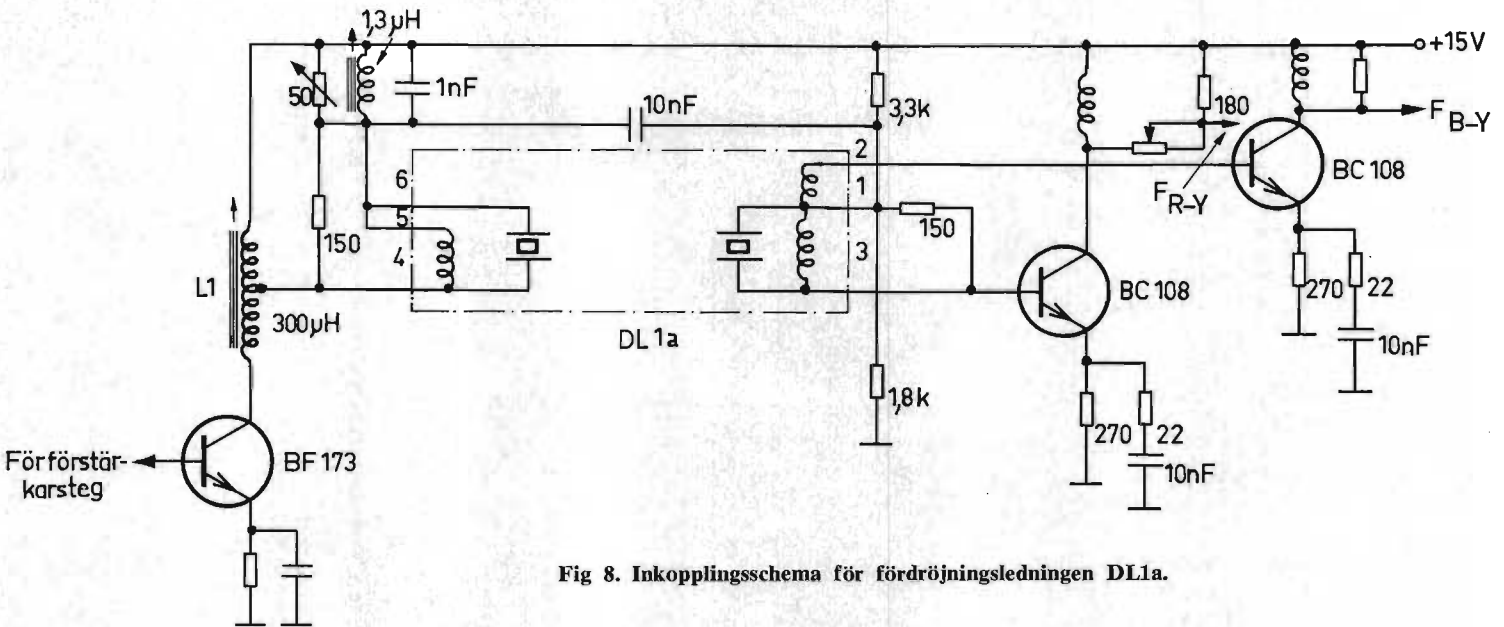 1,3 µH
+15V
50
1nF
10nF
3,3k
180
F B-Y
2
BC 108
6
1
F R-Y
5
150
150
4
3
L1
300µH
BC 108
270
22
DL 1a
10nF
1,8k
270
22
Förförstär-
karsteg
BF 173
10nF
Fig 8. Inkopplingsschema för fördröjningsledningen DL1a.